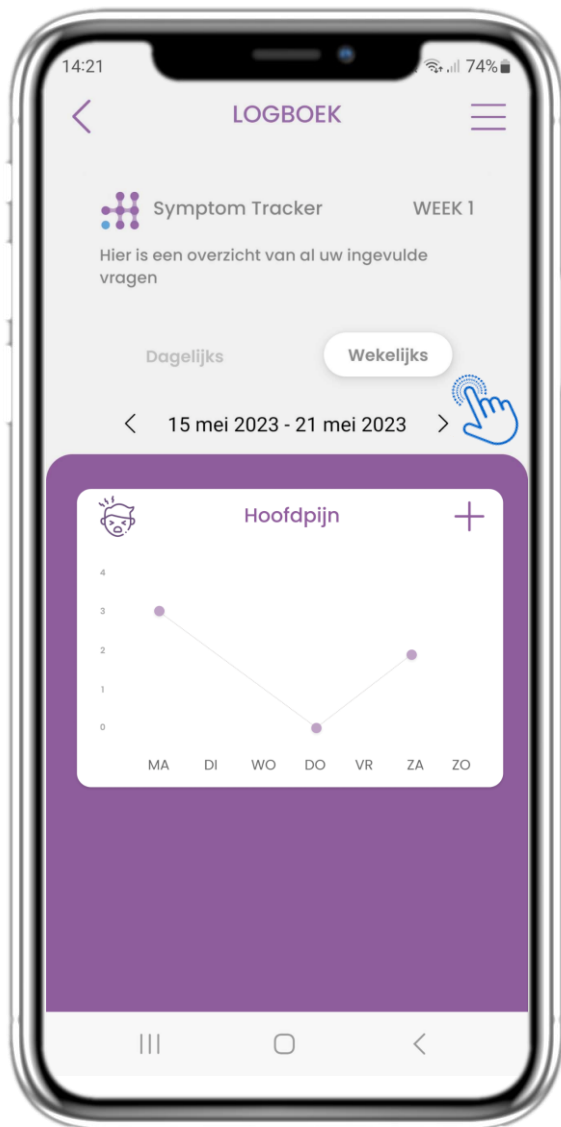 14:21
74%
LOGBOEK
Symptom Tracker WEEK 1
Hier is een overzicht van al uw ingevulde
vragen
Dagelijks Wekelijks
15 mei 2023 - 21 mei 2023
Hoofdpijn
4
3
2
1
0
MA DI WO DO VR ZA ZO